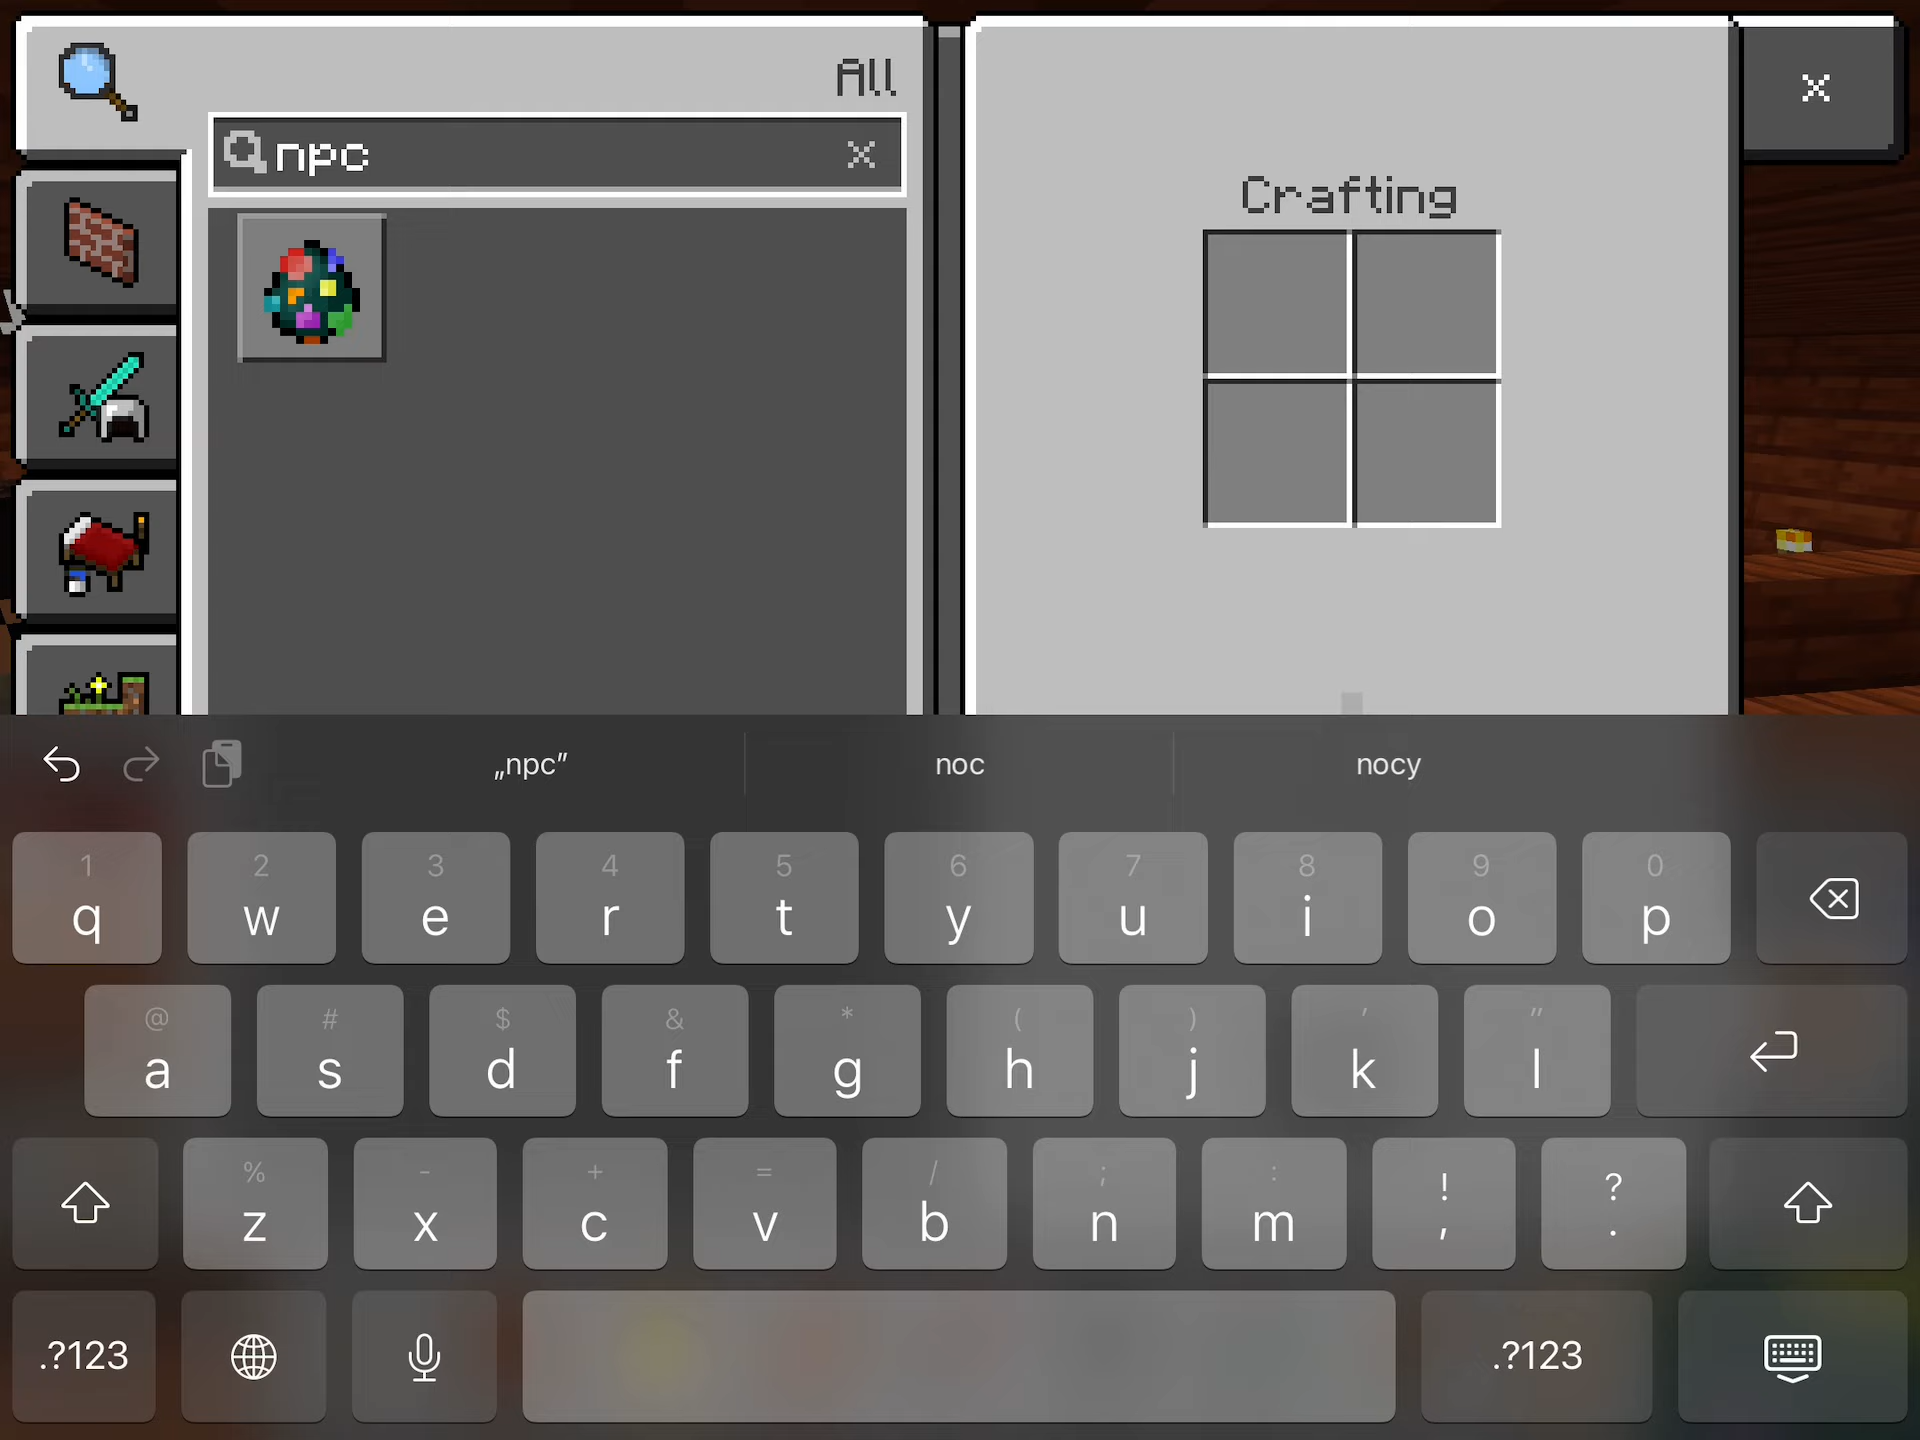 All
npc
Crafting
„npc”
noc
nocy
1 2 3 4 5 6 7 8 9 0
q w e r t y u i o p
@ # $ & * ( ) ' "
a s d f g h j k l
% - + = / ; : ! ?
z x c v b n m , .
.?123
.?123